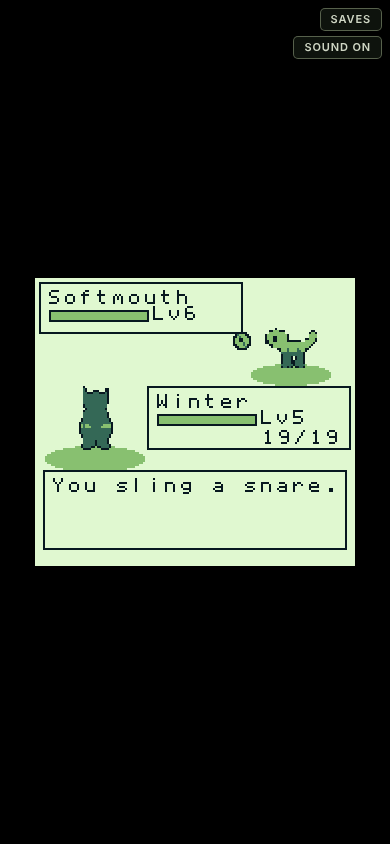 SAVES
SOUND ON
Softmouth
Lv6
Winter
Lv5
19/19
You sling a snare.